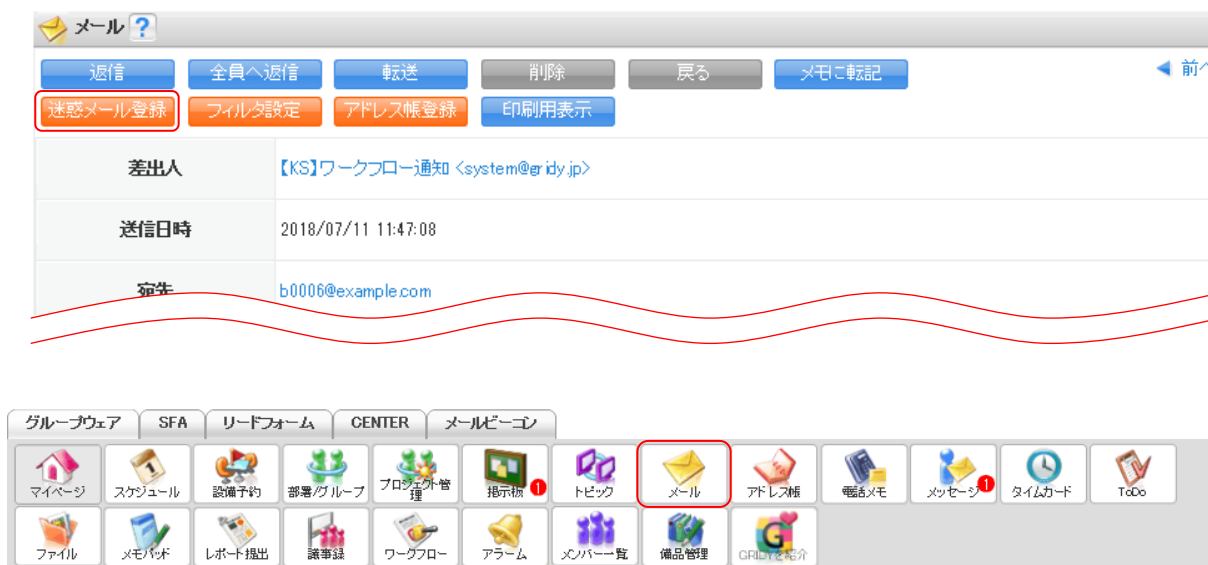 メール ?
返信 全員へ返信 転送 削除 戻る メモに転記 前へ
迷惑メール登録 フィルタ設定 アドレス帳登録 印刷用表示
差出人 【KS】ワークフロー通知 <system@gridy.jp>
送信日時 2018/07/11 11:47:08
宛先 b0006@example.com
グループウェア SFA リードフォーム CENTER メールビーコン
マイページ スケジュール 設備予約 部署/グループ プロジェクト管理 掲示板 1 トピック メール アドレス帳 電話メモ メッセージ 1 タイムカード ToDo
ファイル メモパッド レポート提出 議事録 ワークフロー アラーム メンバー一覧 備品管理 GRIDYを紹介